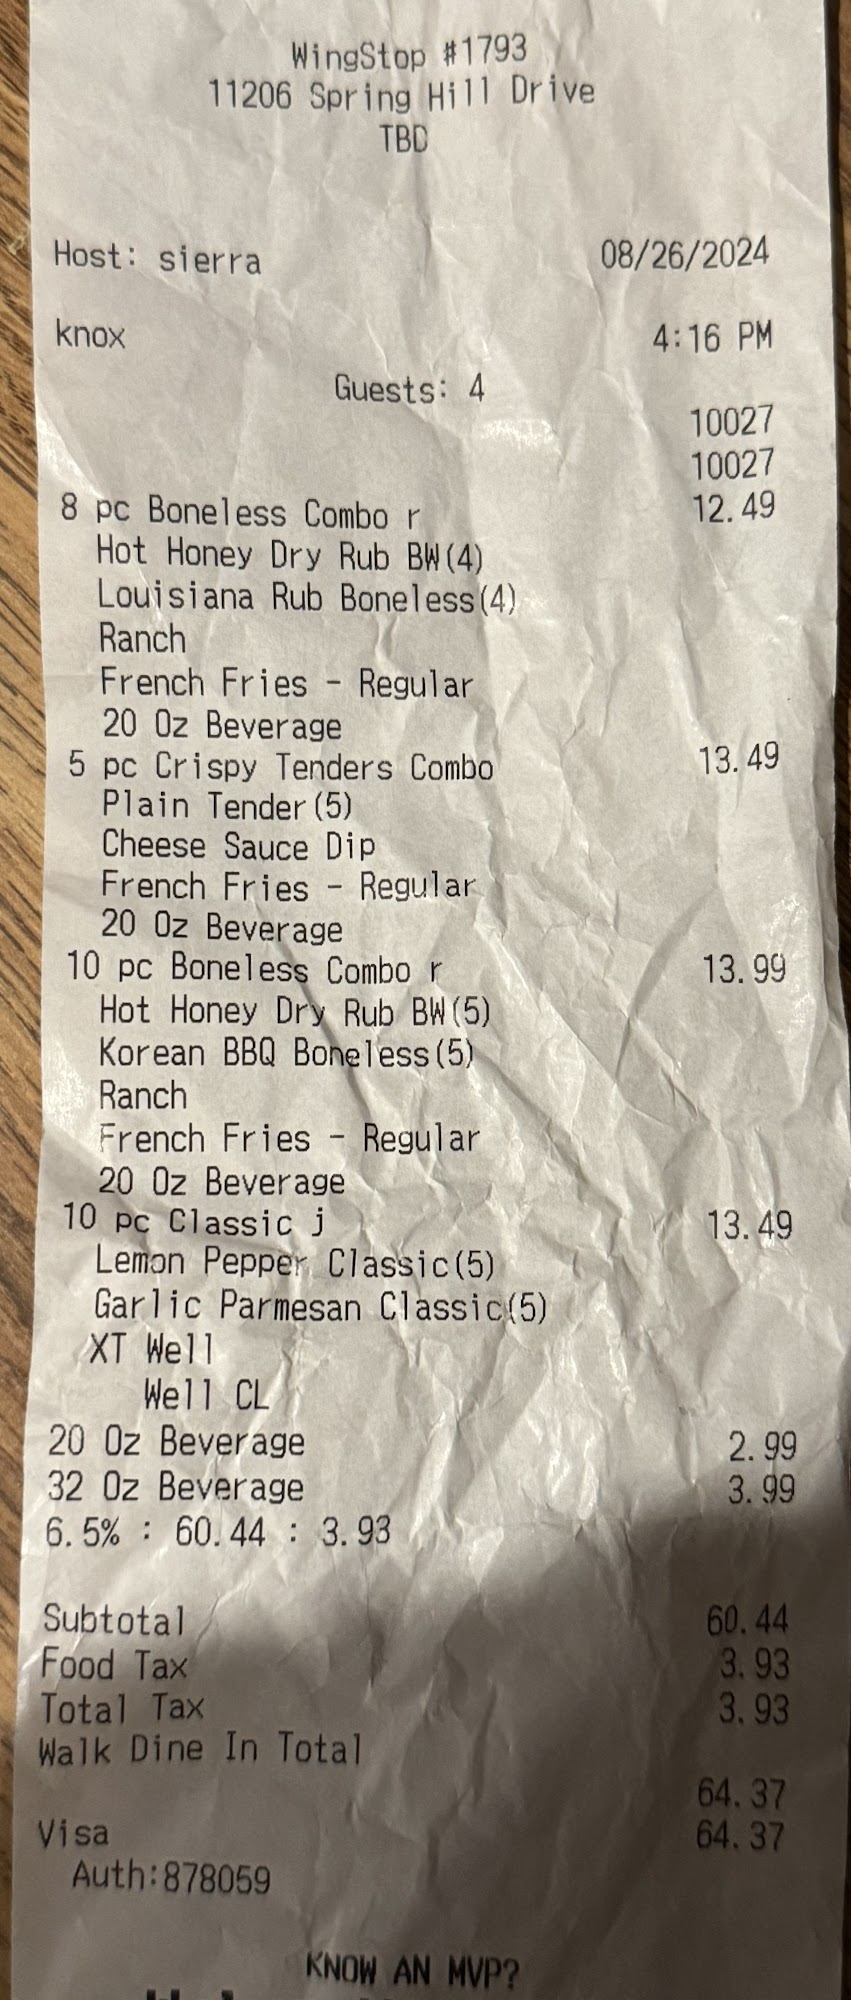 WingStop #1793
11206 Spring Hill Drive
TBD
Host: sierra 08/26/2024
knox 4:16 PM
Guests: 4
10027
10027
8 pc Boneless Combo r 12.49
Hot Honey Dry Rub BW(4)
Louisiana Rub Boneless(4)
Ranch
French Fries - Regular
20 Oz Beverage
5 pc Crispy Tenders Combo 13.49
Plain Tender(5)
Cheese Sauce Dip
French Fries - Regular
20 Oz Beverage
10 pc Boneless Combo r 13.99
Hot Honey Dry Rub BW(5)
Korean BBQ Boneless(5)
Ranch
French Fries - Regular
20 Oz Beverage
10 pc Classic j 13.49
Lemon Pepper Classic(5)
Garlic Parmesan Classic(5)
XT Well
Well CL
20 Oz Beverage 2.99
32 Oz Beverage 3.99
6.5% : 60.44 : 3.93
Subtotal 60.44
Food Tax 3.93
Total Tax 3.93
Walk Dine In Total
64.37
Visa 64.37
Auth:878059
KNOW AN MVP?